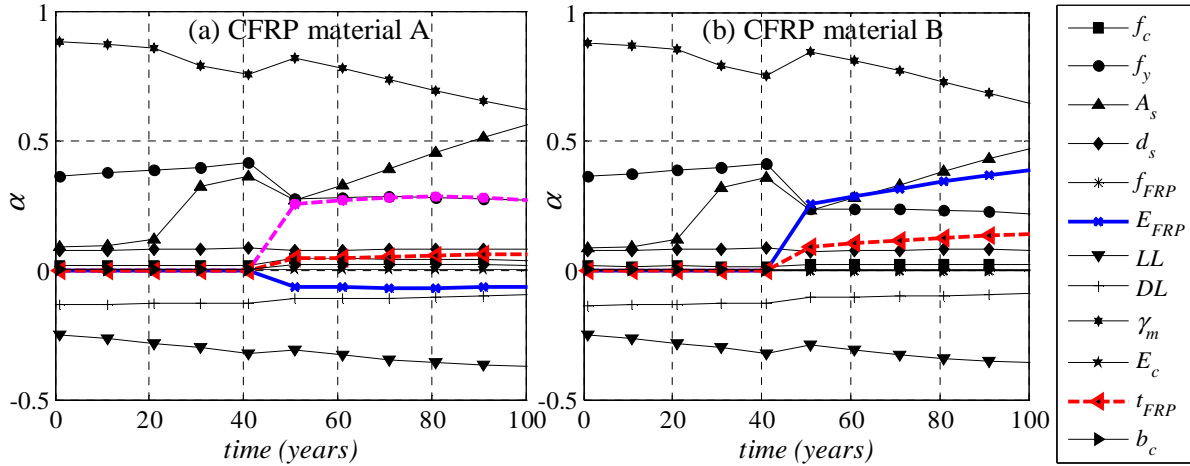 (a) CFRP material A
(b) CFRP material B
1
0.5
0
-0.5
α
0 20 40 60 80 100
time (years)
1
0.5
0
-0.5
α
0 20 40 60 80 100
time (years)
f_c
f_y
A_s
d_s
f_FRP
E_FRP
LL
DL
γ_m
E_c
t_FRP
b_c